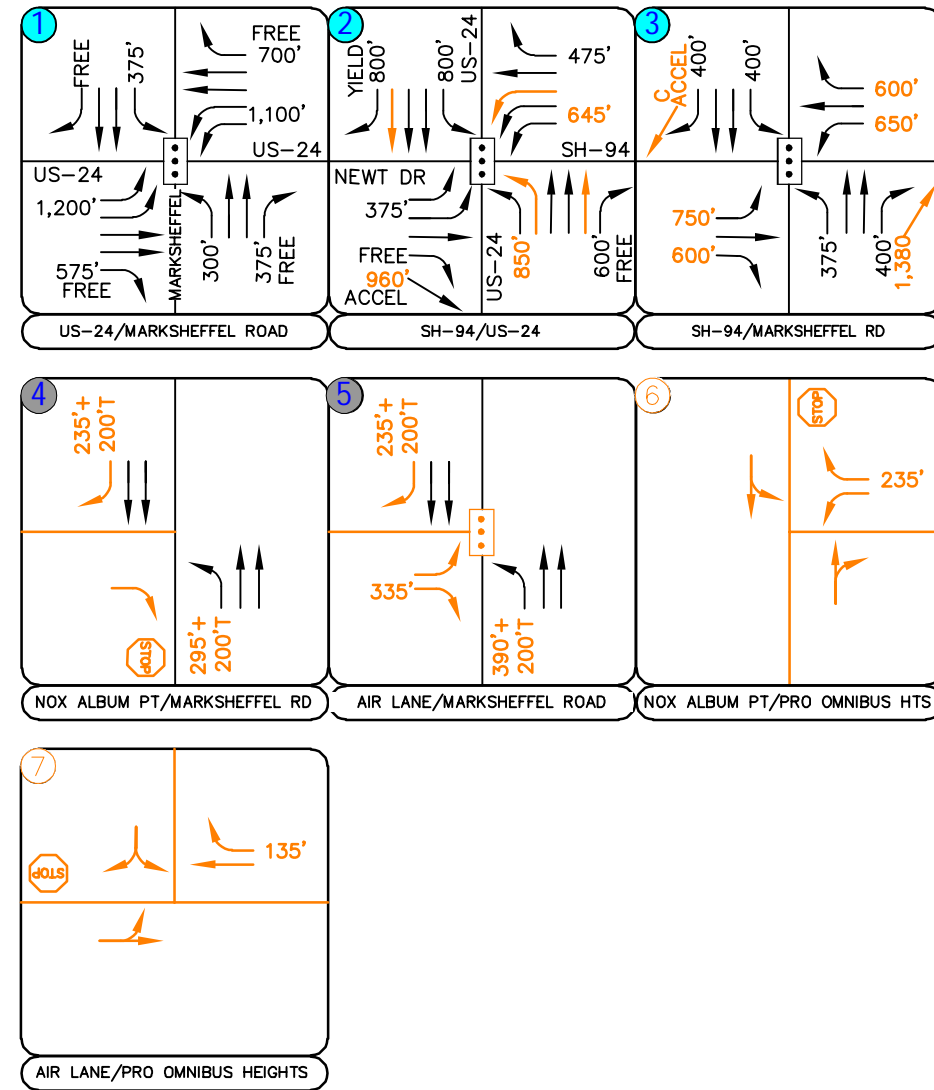 1
FREE
375'
FREE
700'
1,100'
US-24
US-24
1,200'
575'
FREE
MARKSHEFFEL
300'
375'
FREE
US-24/MARKSHEFFEL ROAD
2
YIELD
800'
800'
US-24
475'
645'
SH-94
NEWT DR
375'
FREE
960'
ACCEL
US-24
850'
600'
FREE
SH-94/US-24
3
C
ACCEL
400'
400'
600'
650'
750'
600'
375'
400'
1,380
SH-94/MARKSHEFFEL RD
4
235'+
200'T
STOP
295'+
200'T
NOX ALBUM PT/MARKSHEFFEL RD
5
235'+
200'T
335'
390'+
200'T
AIR LANE/MARKSHEFFEL ROAD
6
STOP
235'
NOX ALBUM PT/PRO OMNIBUS HTS
7
STOP
135'
AIR LANE/PRO OMNIBUS HEIGHTS